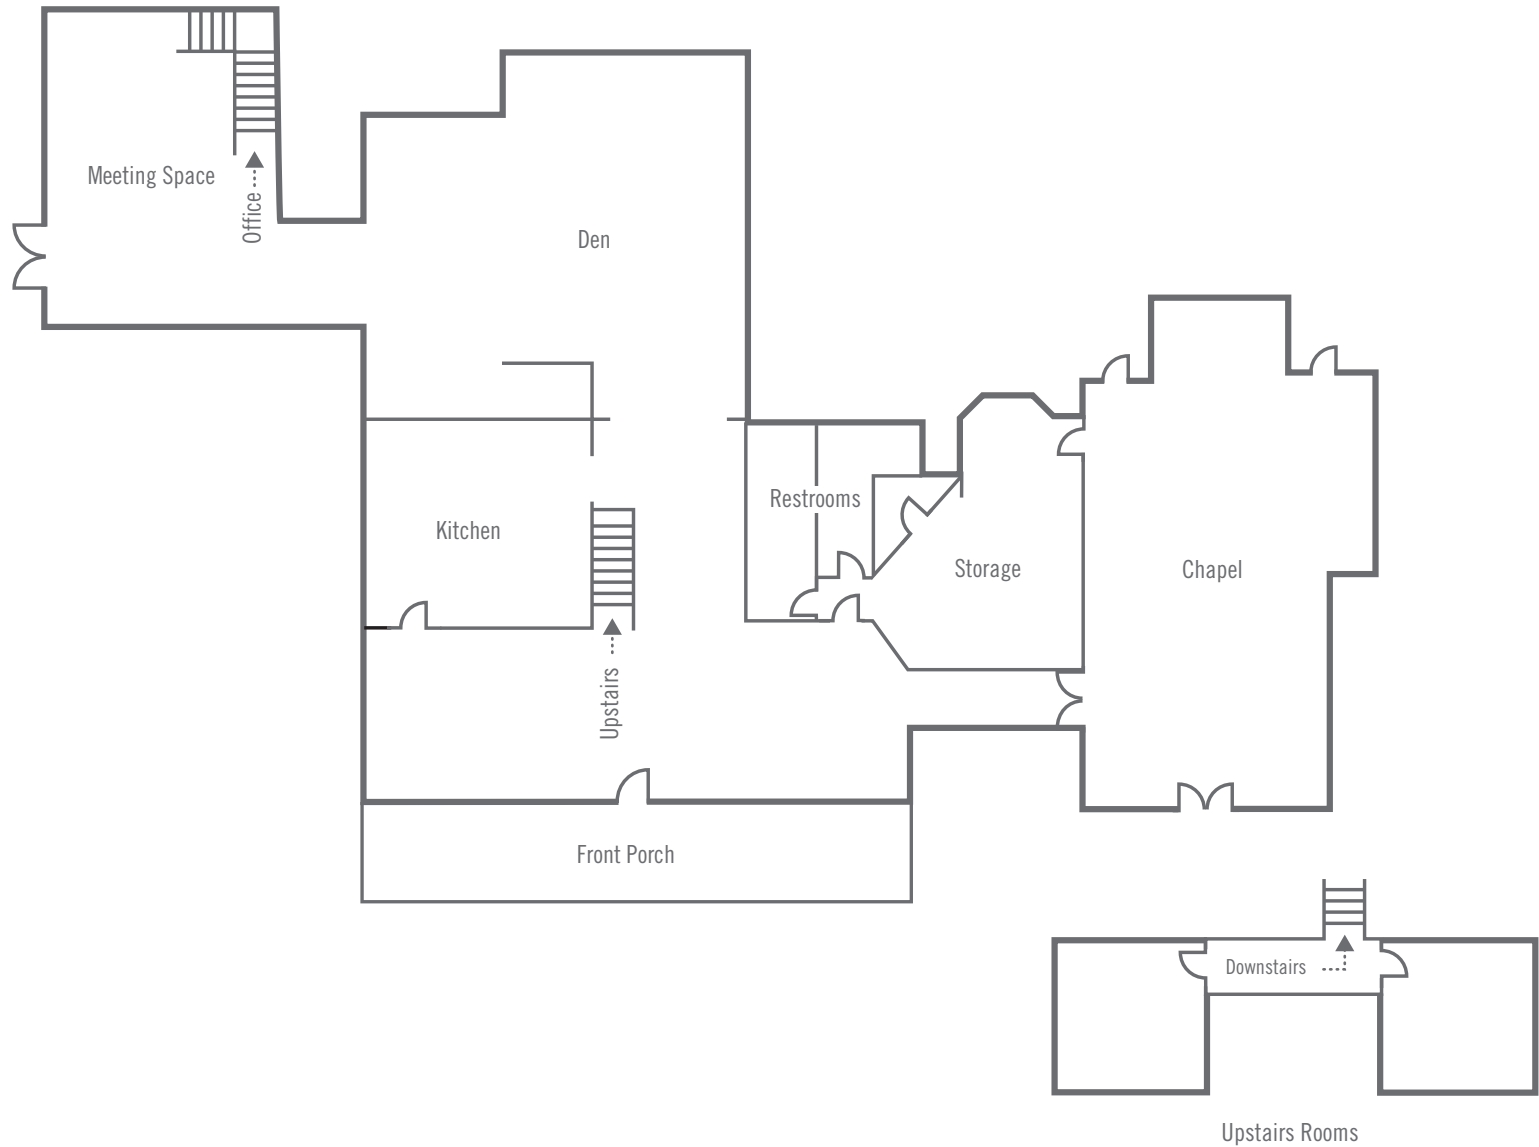 Meeting Space
Office
Den
Restrooms
Kitchen
Storage
Chapel
Upstairs
Front Porch
Downstairs
Upstairs Rooms